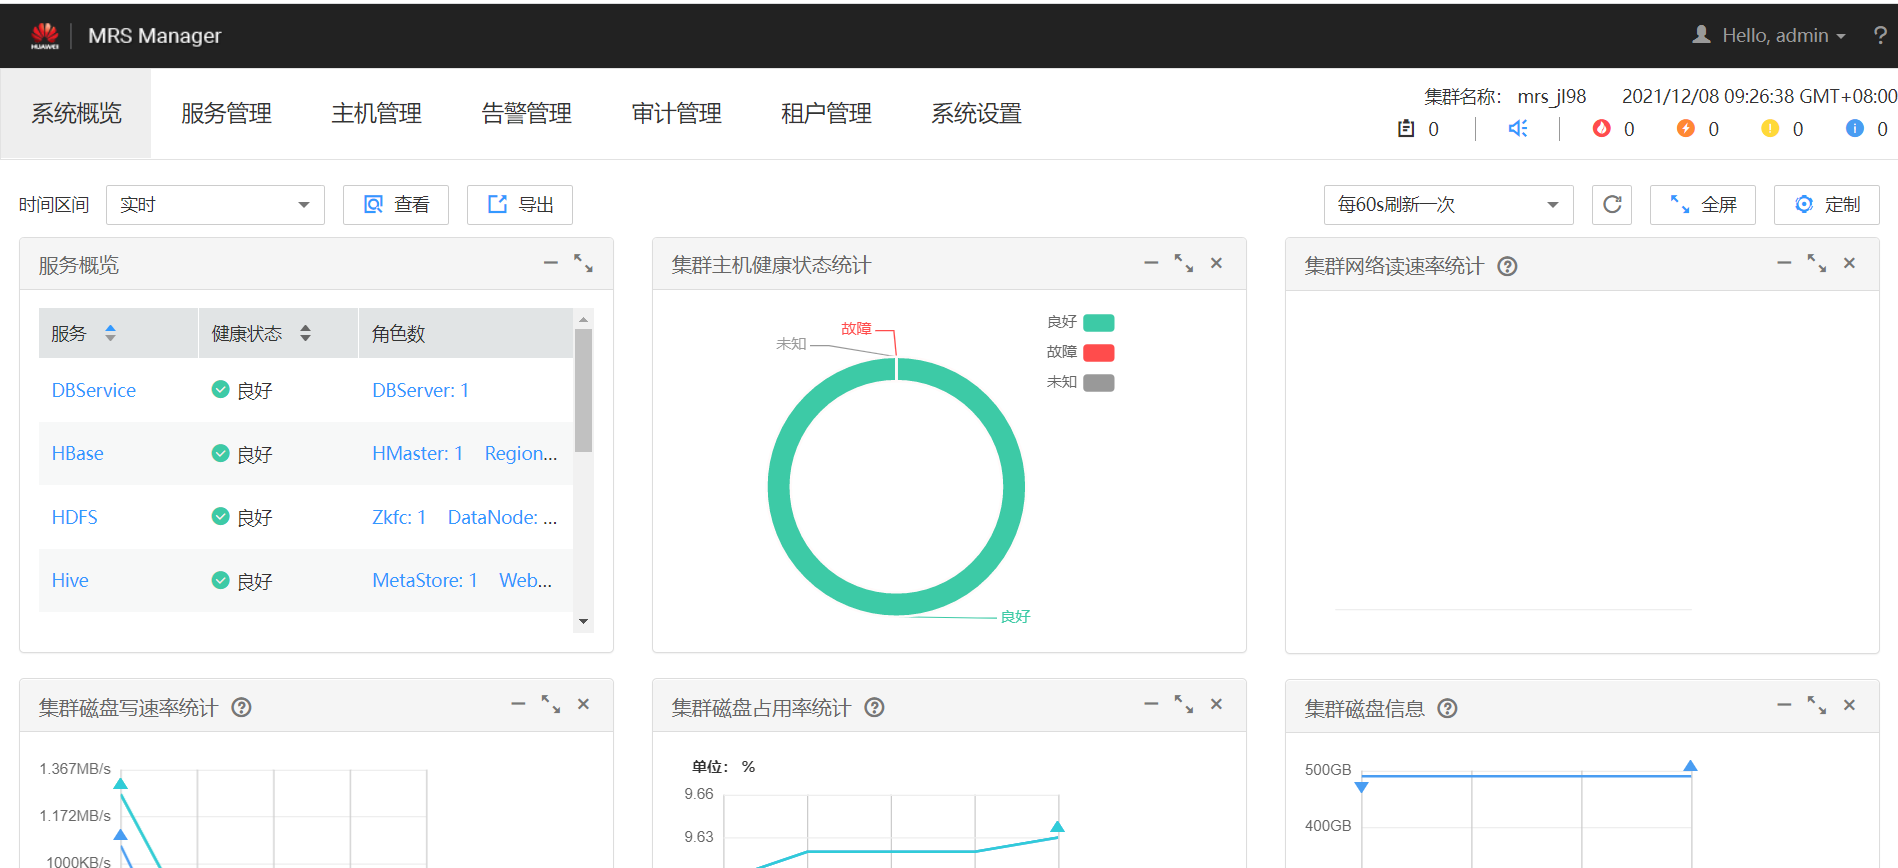 HUAWEI MRS Manager Hello, admin ?
系统概览 服务管理 主机管理 告警管理 审计管理 租户管理 系统设置
集群名称： mrs_jl98 2021/12/08 09:26:38 GMT+08:00
0 0 0 0 0
时间区间 实时 查看 导出 每60s刷新一次 全屏 定制
服务概览
服务 健康状态 角色数
DBService 良好 DBServer: 1
HBase 良好 HMaster: 1 Region...
HDFS 良好 Zkfc: 1 DataNode: ...
Hive 良好 MetaStore: 1 Web...
集群主机健康状态统计
良好
故障
未知
故障
未知
良好
集群网络读速率统计 ?
集群磁盘写速率统计 ?
1.367MB/s
1.172MB/s
1000KB/s
集群磁盘占用率统计 ?
单位： %
9.66
9.63
集群磁盘信息 ?
500GB
400GB